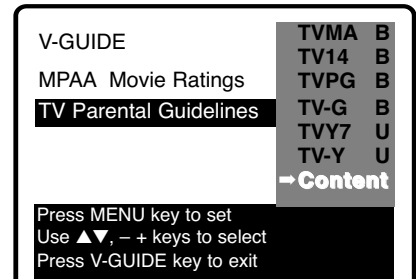 V-GUIDE
MPAA Movie Ratings
TV Parental Guidelines
TVMA B
TV14 B
TVPG B
TV-G B
TVY7 U
TV-Y U
➡Content
Press MENU key to set
Use ▲▼, – + keys to select
Press V-GUIDE key to exit